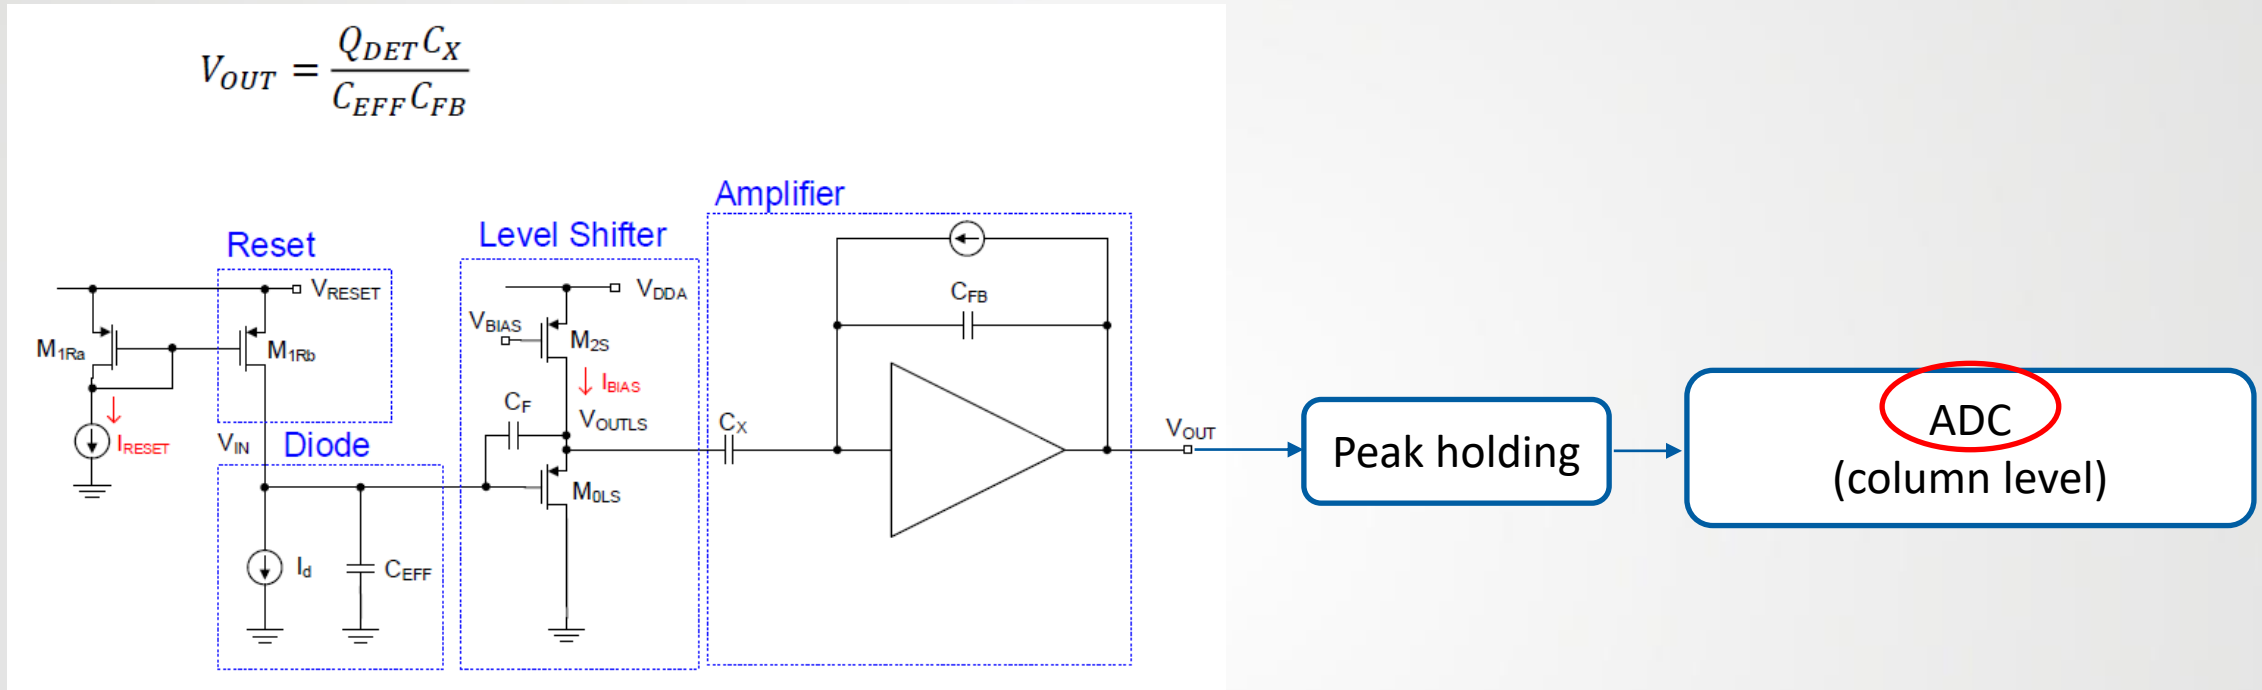 V_OUT = Q_DET C_X / C_EFF C_FB
Amplifier
Level Shifter
Reset
V_RESET
V_DDA
C_FB
V_BIAS
M_1Ra
M_1Rb
M_2S
I_BIAS
C_F
V_OUTLS
C_X
V_OUT
I_RESET
V_IN
Diode
M_0LS
I_d
C_EFF
Peak holding
ADC
(column level)